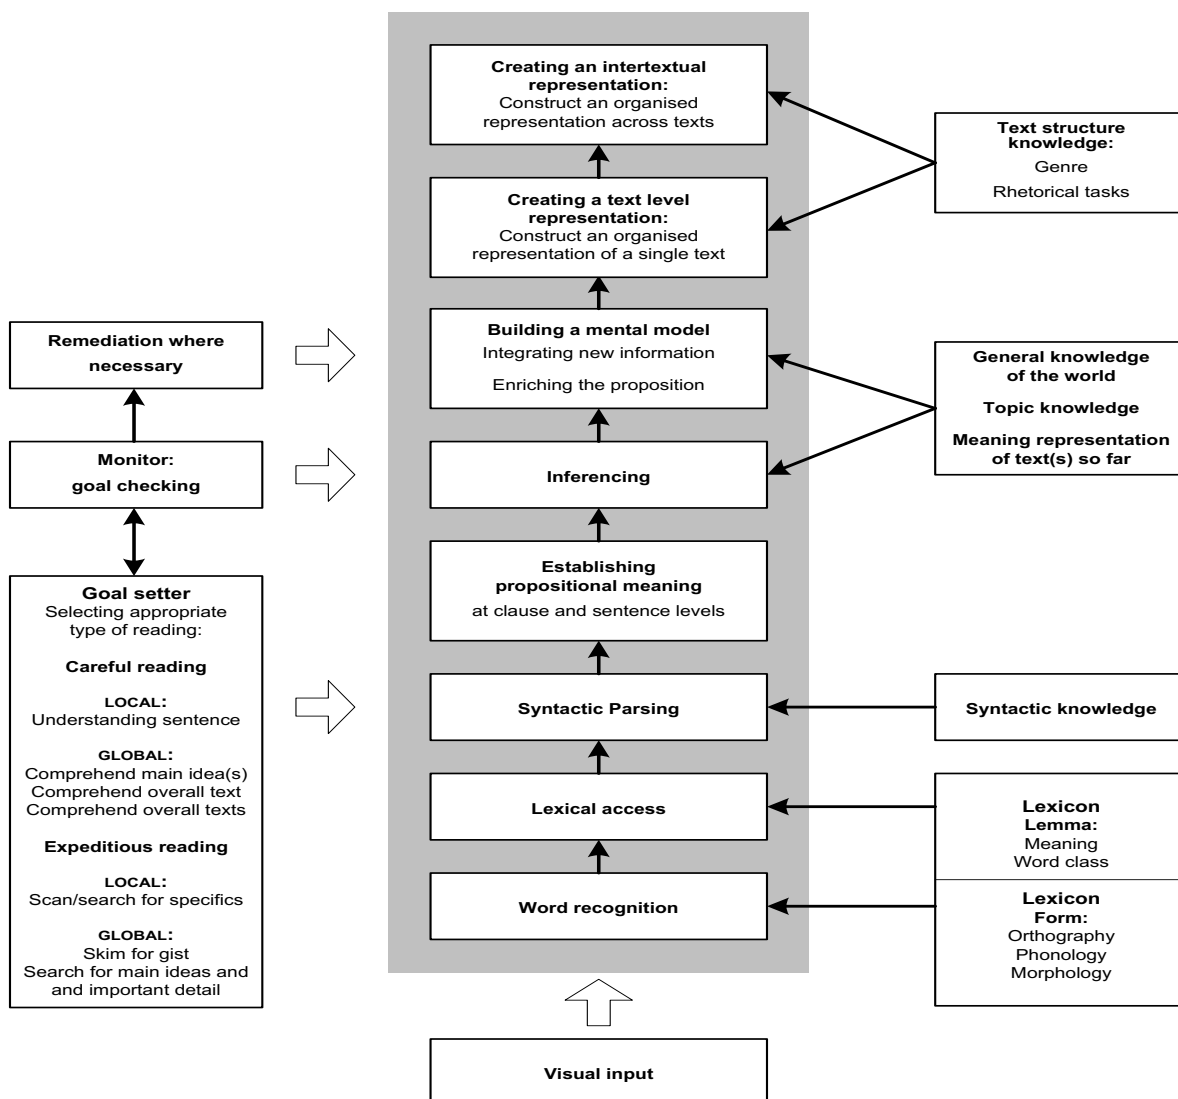 Creating an intertextual
representation:
Construct an organised
representation across texts
Creating a text level
representation:
Construct an organised
representation of a single text
Building a mental model
Integrating new information
Enriching the proposition
Inferencing
Establishing
propositional meaning
at clause and sentence levels
Syntactic Parsing
Lexical access
Word recognition
Visual input
Remediation where
necessary
Monitor:
goal checking
Goal setter
Selecting appropriate
type of reading:
Careful reading
LOCAL:
Understanding sentence
GLOBAL:
Comprehend main idea(s)
Comprehend overall text
Comprehend overall texts
Expeditious reading
LOCAL:
Scan/search for specifics
GLOBAL:
Skim for gist
Search for main ideas and
and important detail
Text structure
knowledge:
Genre
Rhetorical tasks
General knowledge
of the world
Topic knowledge
Meaning representation
of text(s) so far
Syntactic knowledge
Lexicon
Lemma:
Meaning
Word class
Lexicon
Form:
Orthography
Phonology
Morphology